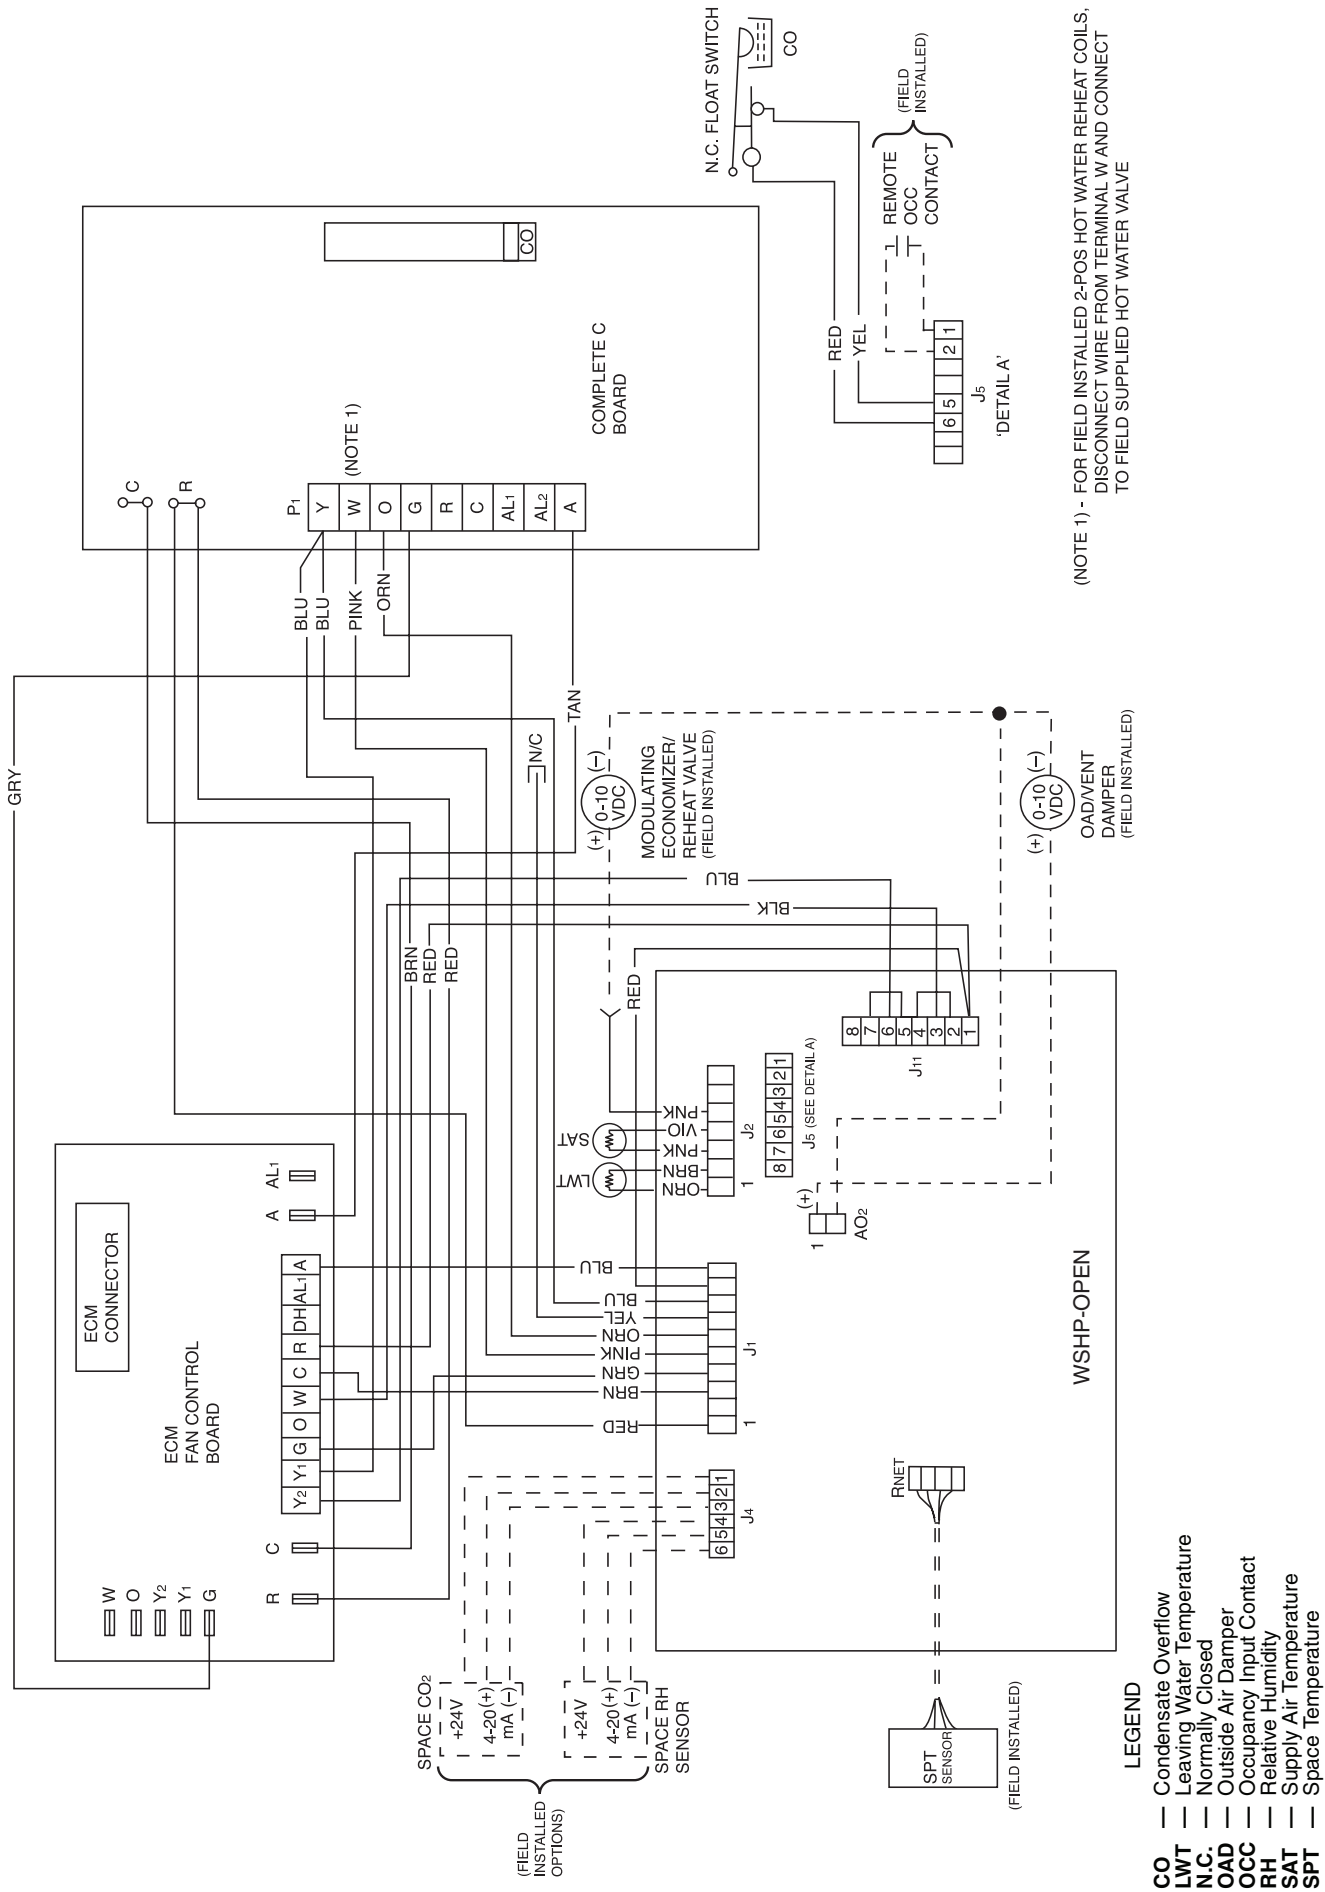 GRY
C
R
P1
Y
W
O
G
R
C
AL1
AL2
A
(NOTE 1)
COMPLETE C
BOARD
CO
BLU
BLU
PINK
ORN
TAN
N.C. FLOAT SWITCH
CO
RED
YEL
REMOTE
OCC
CONTACT
(FIELD
INSTALLED)
6
5
2
1
J5
'DETAIL A'
(NOTE 1) - FOR FIELD INSTALLED 2-POS HOT WATER REHEAT COILS,
DISCONNECT WIRE FROM TERMINAL W AND CONNECT
TO FIELD SUPPLIED HOT WATER VALVE
ECM
CONNECTOR
ECM
FAN CONTROL
BOARD
AL1
A
Y2
Y1
G
O
W
C
R
DH
AL1
A
W
O
Y2
Y1
G
C
R
BRN
RED
RED
N/C
(+)
0-10
VDC
(–)
MODULATING
ECONOMIZER/
REHEAT VALVE
(FIELD INSTALLED)
(+)
0-10
VDC
(–)
OAD/VENT
DAMPER
(FIELD INSTALLED)
BLU
BLK
RED
SAT
LWT
PNK
VIO
PNK
BRN
ORN
1
J2
8
7
6
5
4
3
2
1
J5 (SEE DETAIL A)
8
7
6
5
4
3
2
1
J11
(+)
1
AO2
BLU
BLU
YEL
ORN
PINK
GRN
BRN
RED
1
J1
6
5
4
3
2
1
J4
WSHP-OPEN
RNET
SPACE CO2
+24V
4-20 (+)
mA (–)
+24V
4-20 (+)
mA (–)
SPACE RH
SENSOR
(FIELD
INSTALLED
OPTIONS)
SPT
SENSOR
(FIELD INSTALLED)
LEGEND
CO — Condensate Overflow
LWT — Leaving Water Temperature
N.C. — Normally Closed
OAD — Outside Air Damper
OCC — Occupancy Input Contact
RH — Relative Humidity
SAT — Supply Air Temperature
SPT — Space Temperature